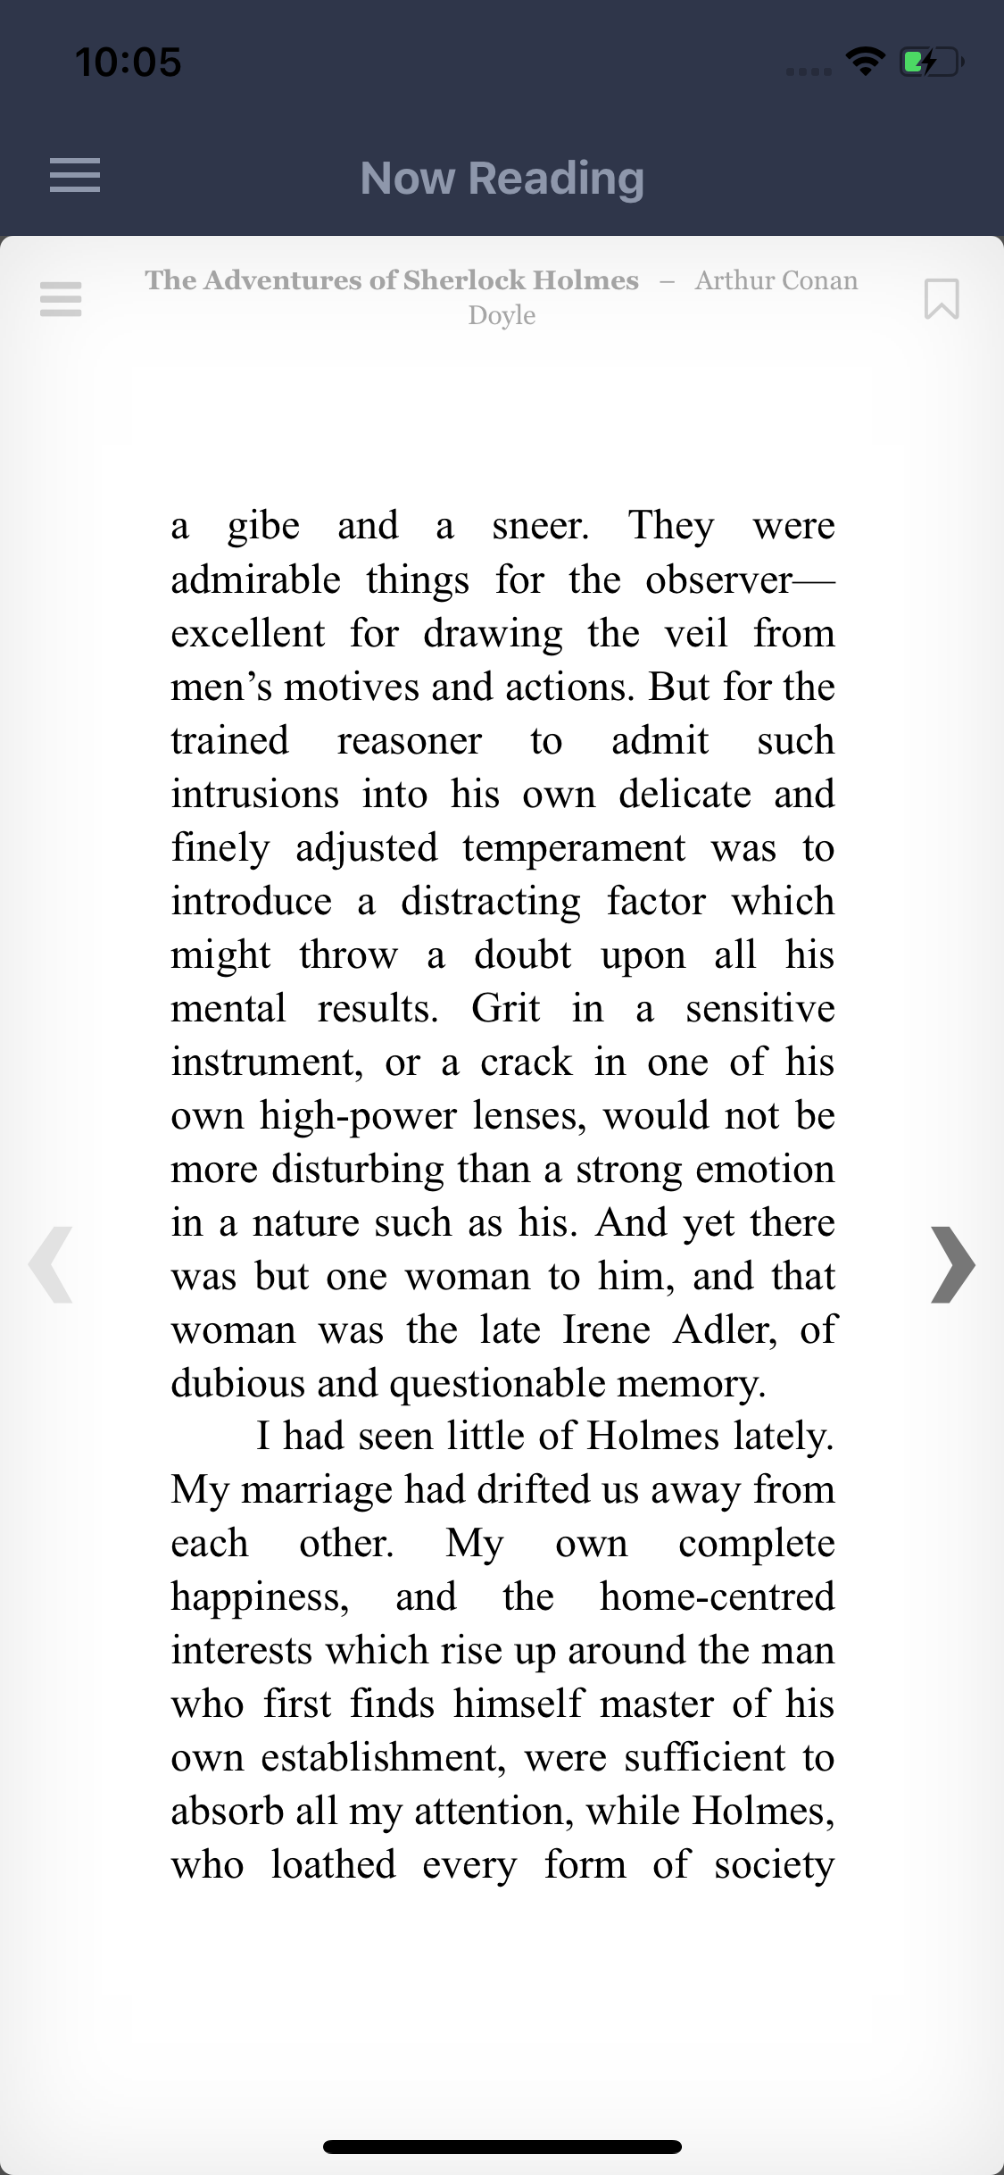 10:05
Now Reading
The Adventures of Sherlock Holmes – Arthur Conan
Doyle
a gibe and a sneer. They were
admirable things for the observer—
excellent for drawing the veil from
men’s motives and actions. But for the
trained reasoner to admit such
intrusions into his own delicate and
finely adjusted temperament was to
introduce a distracting factor which
might throw a doubt upon all his
mental results. Grit in a sensitive
instrument, or a crack in one of his
own high-power lenses, would not be
more disturbing than a strong emotion
in a nature such as his. And yet there
was but one woman to him, and that
woman was the late Irene Adler, of
dubious and questionable memory.
I had seen little of Holmes lately.
My marriage had drifted us away from
each other. My own complete
happiness, and the home-centred
interests which rise up around the man
who first finds himself master of his
own establishment, were sufficient to
absorb all my attention, while Holmes,
who loathed every form of society